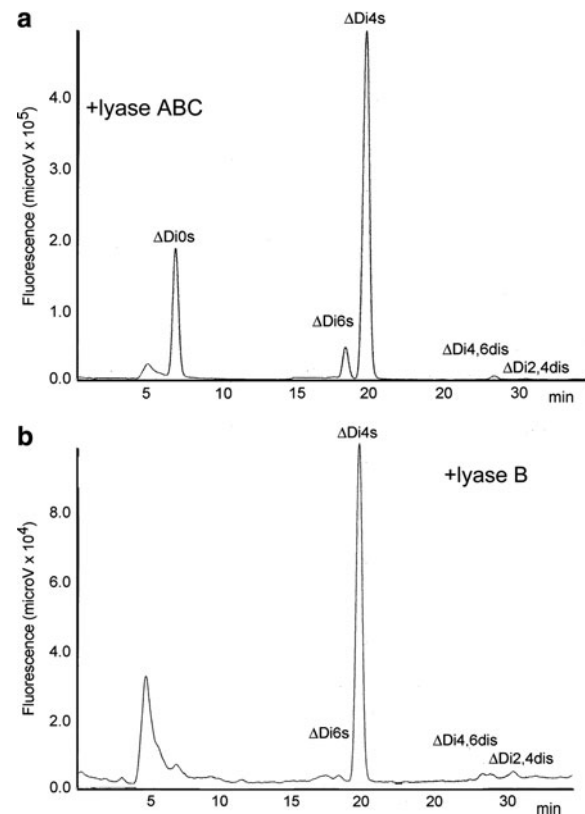 a
ΔDi4s
+lyase ABC
ΔDi0s
ΔDi6s
ΔDi4,6dis
ΔDi2,4dis
Fluorescence (microV x 10⁵)
4.0
3.0
2.0
1.0
0.0
5 10 15 20 20 30 min
b
ΔDi4s
+lyase B
ΔDi6s
ΔDi4,6dis
ΔDi2,4dis
Fluorescence (microV x 10⁴)
8.0
6.0
4.0
2.0
0.0
5 10 15 20 20 30 min